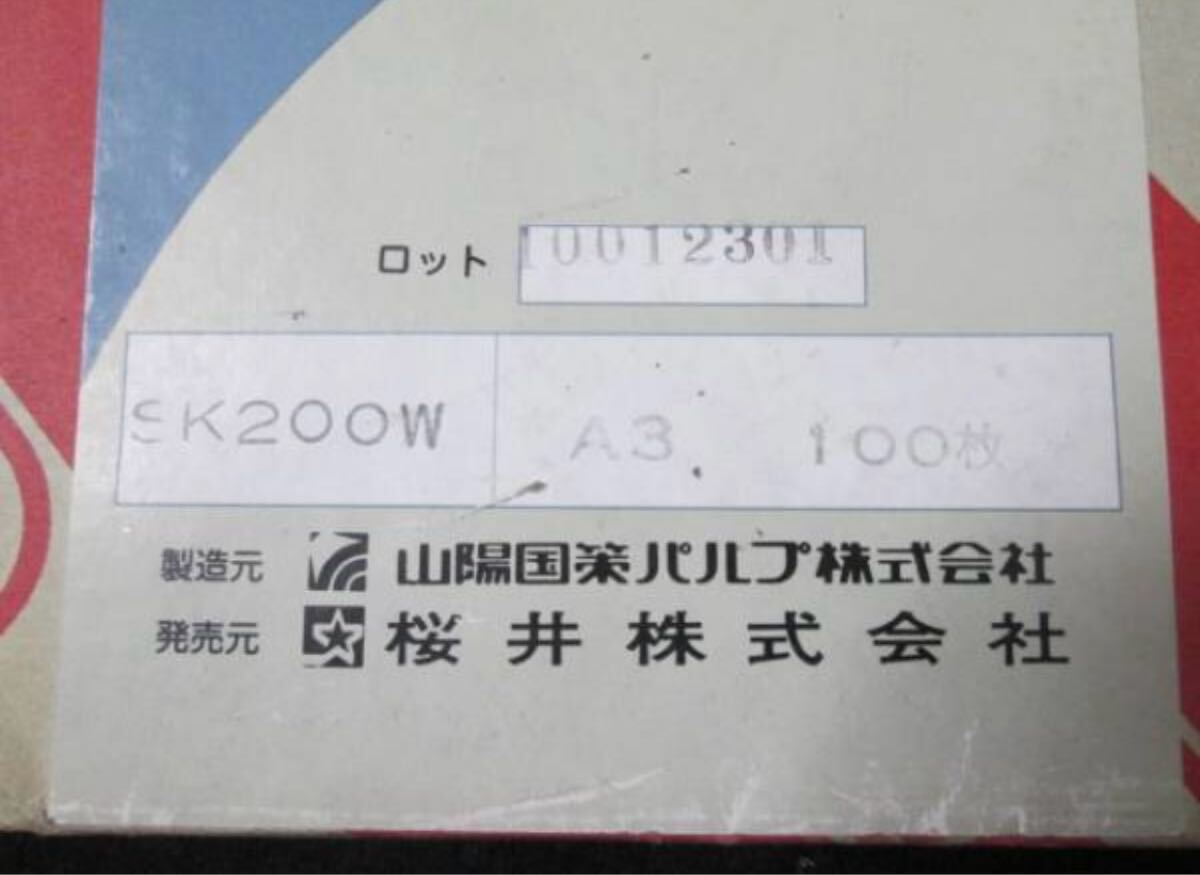 ロット 10012301
SK200W A3 100枚
製造元 山陽国策パルプ株式会社
発売元 桜井株式会社